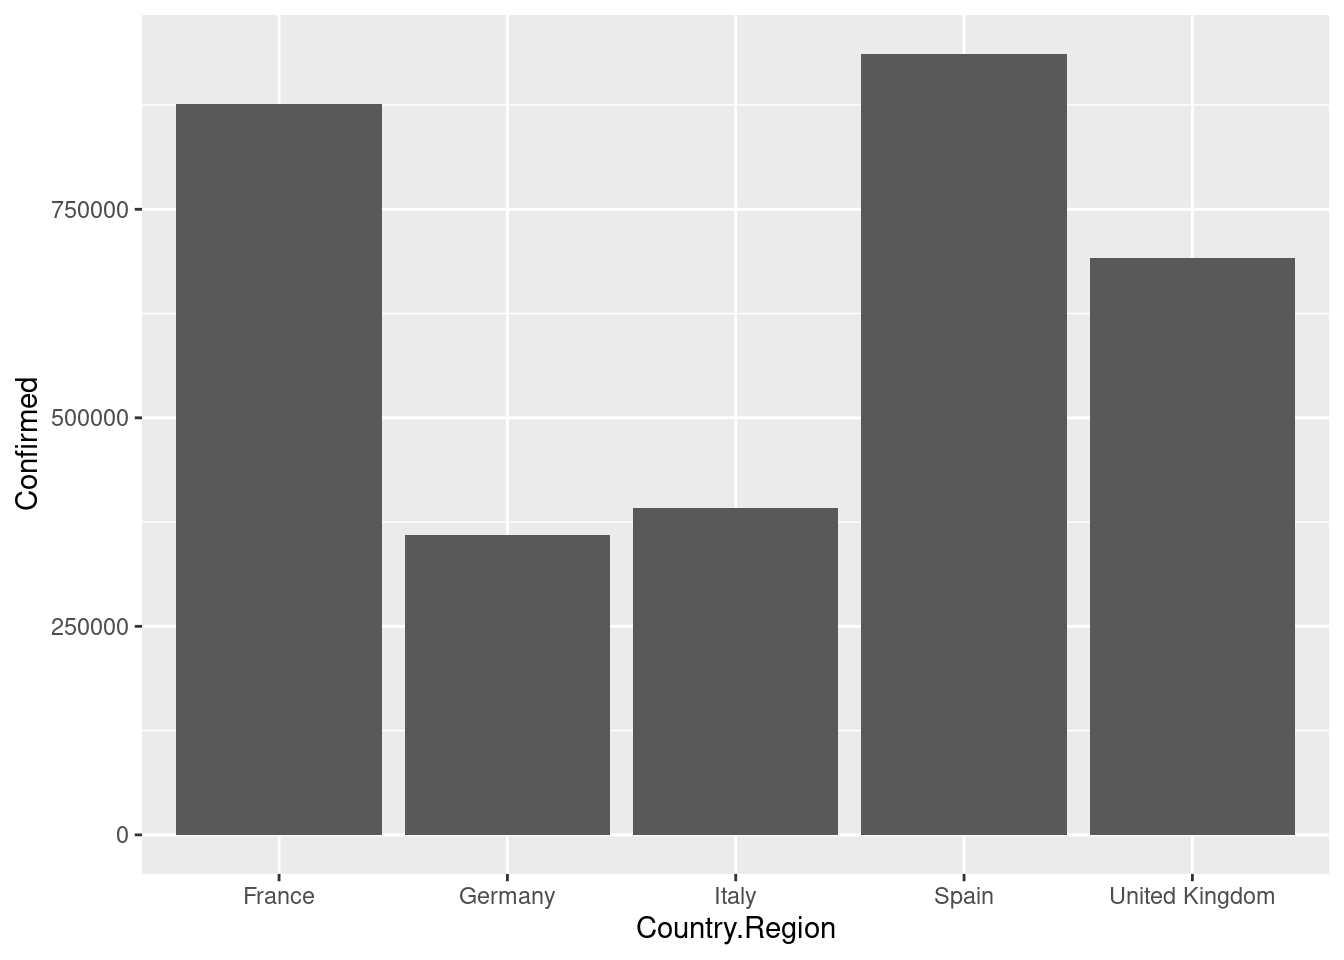 Confirmed
750000
500000
250000
0
France Germany Italy Spain United Kingdom
Country.Region